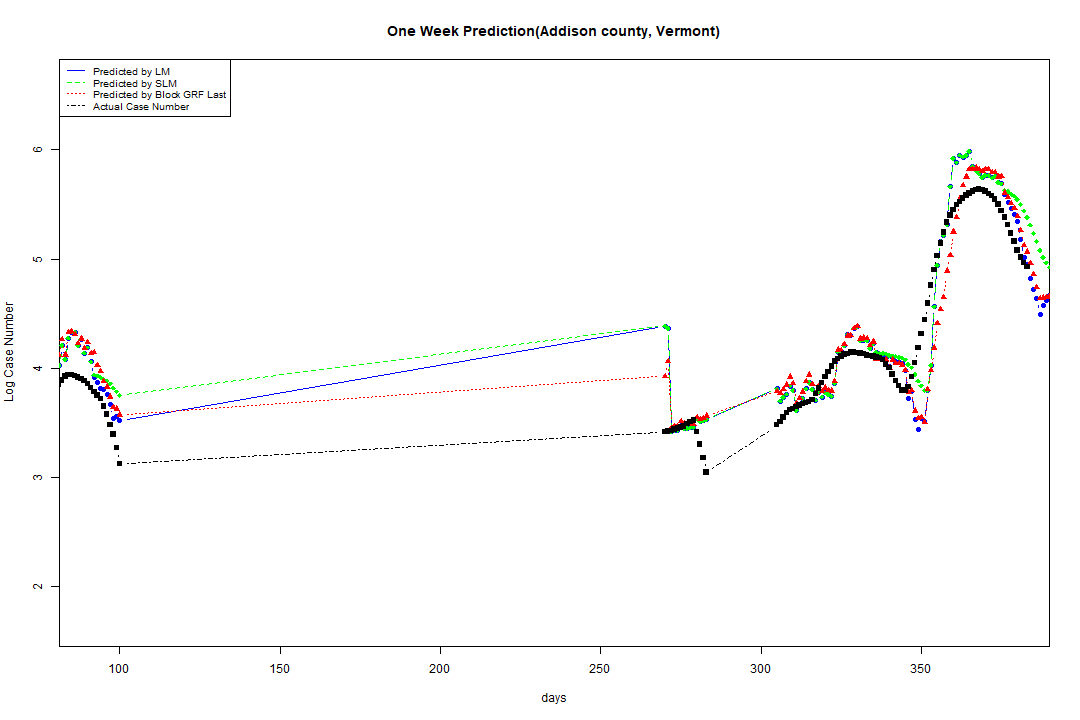 One Week Prediction(Addison county, Vermont)
Predicted by LM
Predicted by SLM
Predicted by Block GRF Last
Actual Case Number
Log Case Number
6
5
4
3
2
100 150 200 250 300 350
days